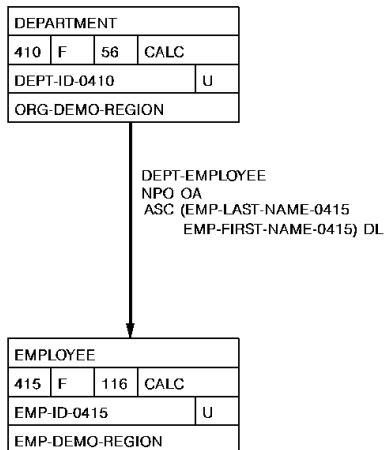 DEPARTMENT
410 F 56 CALC
DEPT-ID-0410 U
ORG-DEMO-REGION
DEPT-EMPLOYEE
NPO OA
ASC (EMP-LAST-NAME-0415
EMP-FIRST-NAME-0415) DL
EMPLOYEE
415 F 116 CALC
EMP-ID-0415 U
EMP-DEMO-REGION